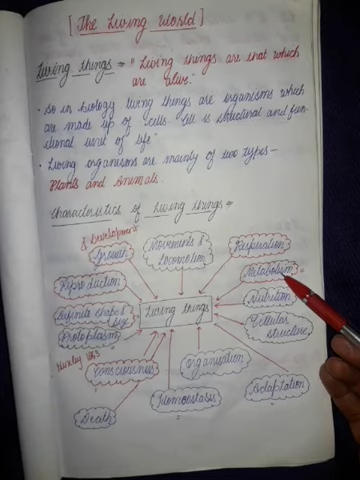 [The Living World]
Living things = "Living things are that which
are alive."
• So in biology living things are organisms which
are made up of cells. Cell is structural and fun-
ctional unit of life"
• Living organisms are mainly of two types-
Plants and Animals.
Characteristics of Living things =
& Development
Growth
Movements &
Locomotion
Respiration
Metabolism
Reproduction
Nutrition
Definite shape &
size
Living things
Cellular
Structure
Protoplasm
Huxley 1863
Consciousness
Organisation
Adaptation
Homeostasis
Death